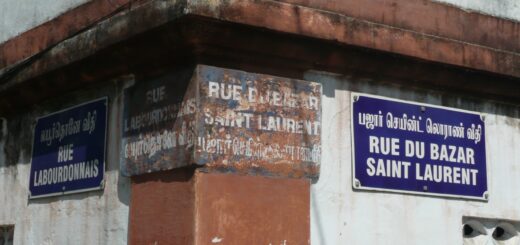 லபூர்தொனே வீதி
RUE
LABOURDONNAIS
RUE
LABOURDONNAIS
RUE DU BAZAR
SAINT LAURENT
பஜார் செயின்ட் லொராண் வீதி
RUE DU BAZAR
SAINT LAURENT